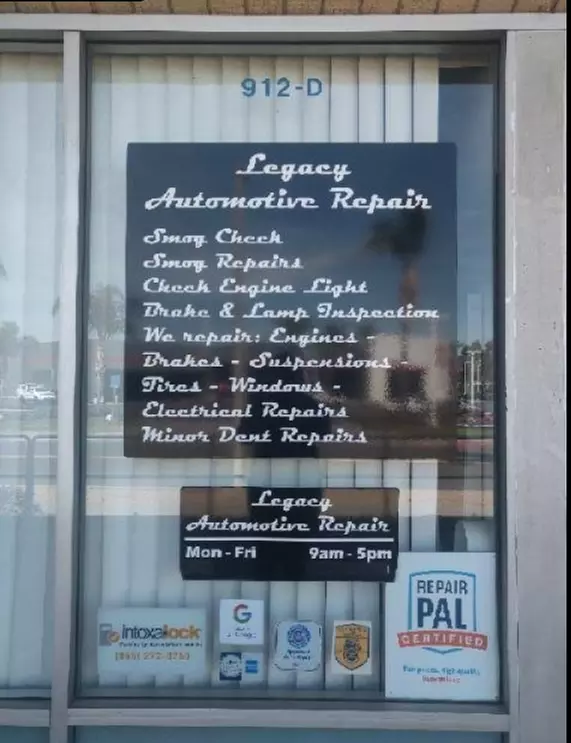 912-D
Legacy
Automotive Repair
Smog Check
Smog Repairs
Check Engine Light
Brake & Lamp Inspection
We repair: Engines -
Brakes - Suspensions -
Tires - Windows -
Electrical Repairs
Minor Dent Repairs
Legacy
Automotive Repair
Mon - Fri 9am - 5pm
intoxalock
G
REPAIR
PAL
CERTIFIED